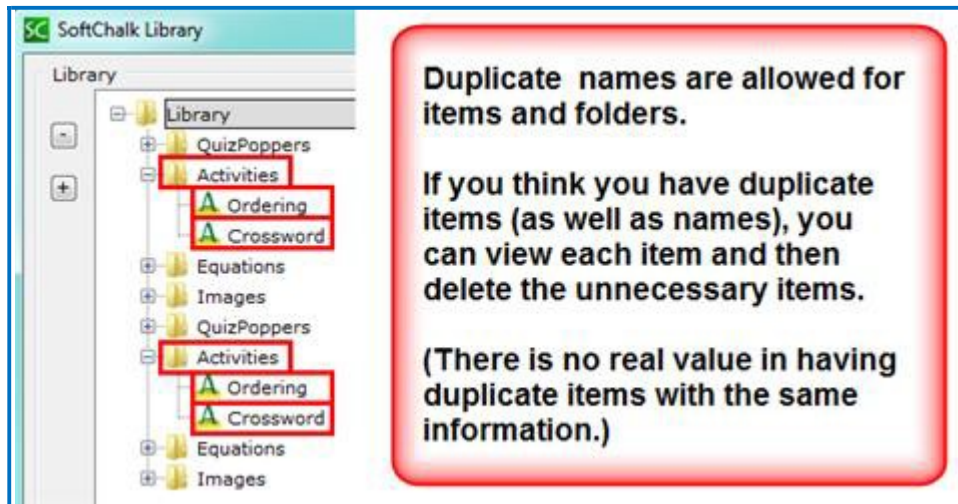 SC SoftChalk Library
Library
Library
QuizPoppers
Activities
A Ordering
A Crossword
Equations
Images
QuizPoppers
Activities
A Ordering
A Crossword
Equations
Images
Duplicate names are allowed for
items and folders.
If you think you have duplicate
items (as well as names), you
can view each item and then
delete the unnecessary items.
(There is no real value in having
duplicate items with the same
information.)